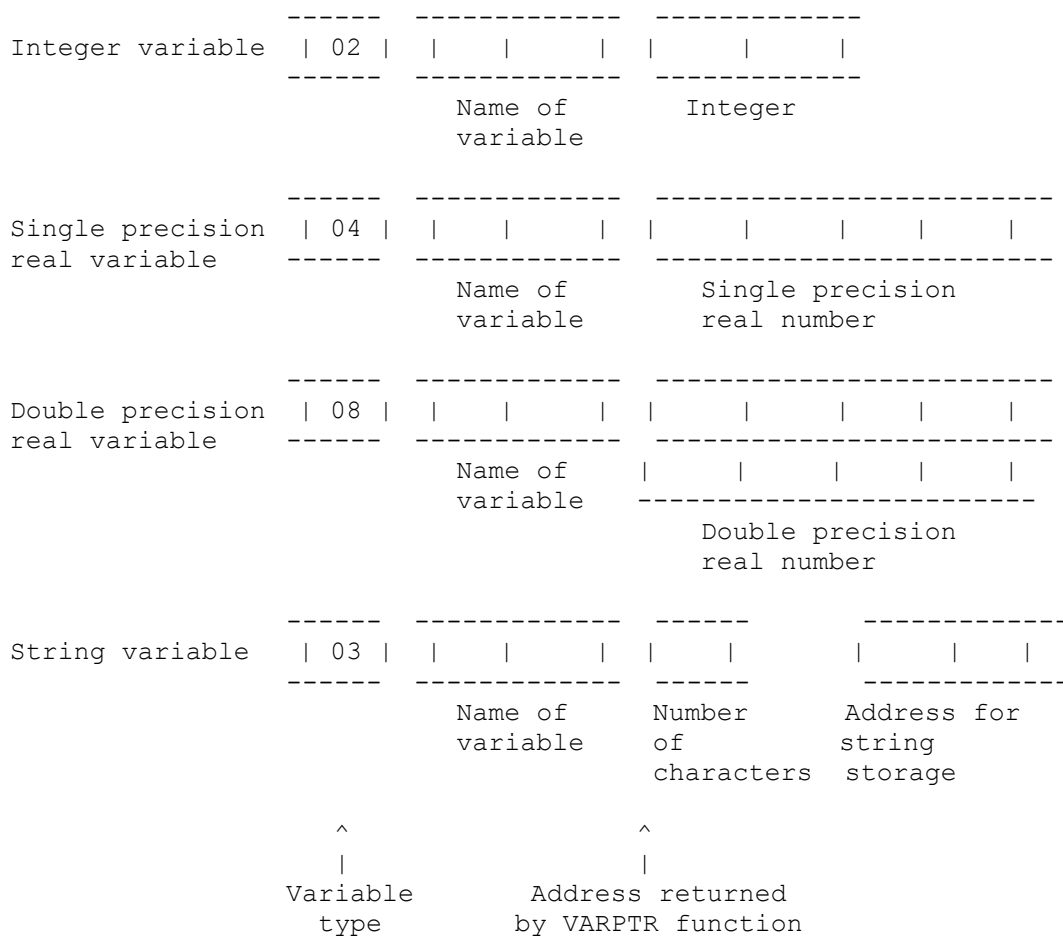 ------  -------------  -------------
Integer variable | 02 | | | | | | |
------  -------------  -------------
Name of Integer
variable
------  -------------  -------------------------
Single precision | 04 | | | | | | | | |
real variable ------  -------------  -------------------------
Name of Single precision
variable real number
------  -------------  -------------------------
Double precision | 08 | | | | | | | | |
real variable ------  -------------  -------------------------
Name of | | | | |
variable -------------------------
Double precision
real number
------  -------------  ------  -------------
String variable | 03 | | | | | | | | |
------  -------------  ------  -------------
Name of Number Address for
variable of string
characters storage
^ ^
| |
Variable Address returned
type by VARPTR function